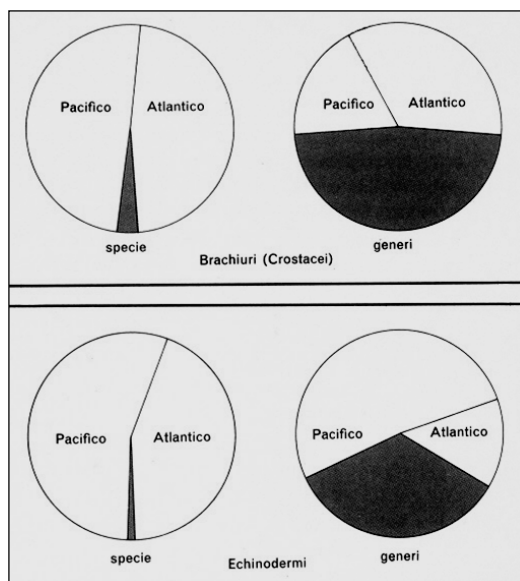 Pacifico Atlantico Pacifico Atlantico
specie generi
Brachiuri (Crostacei)
Pacifico Atlantico Pacifico Atlantico
specie generi
Echinodermi